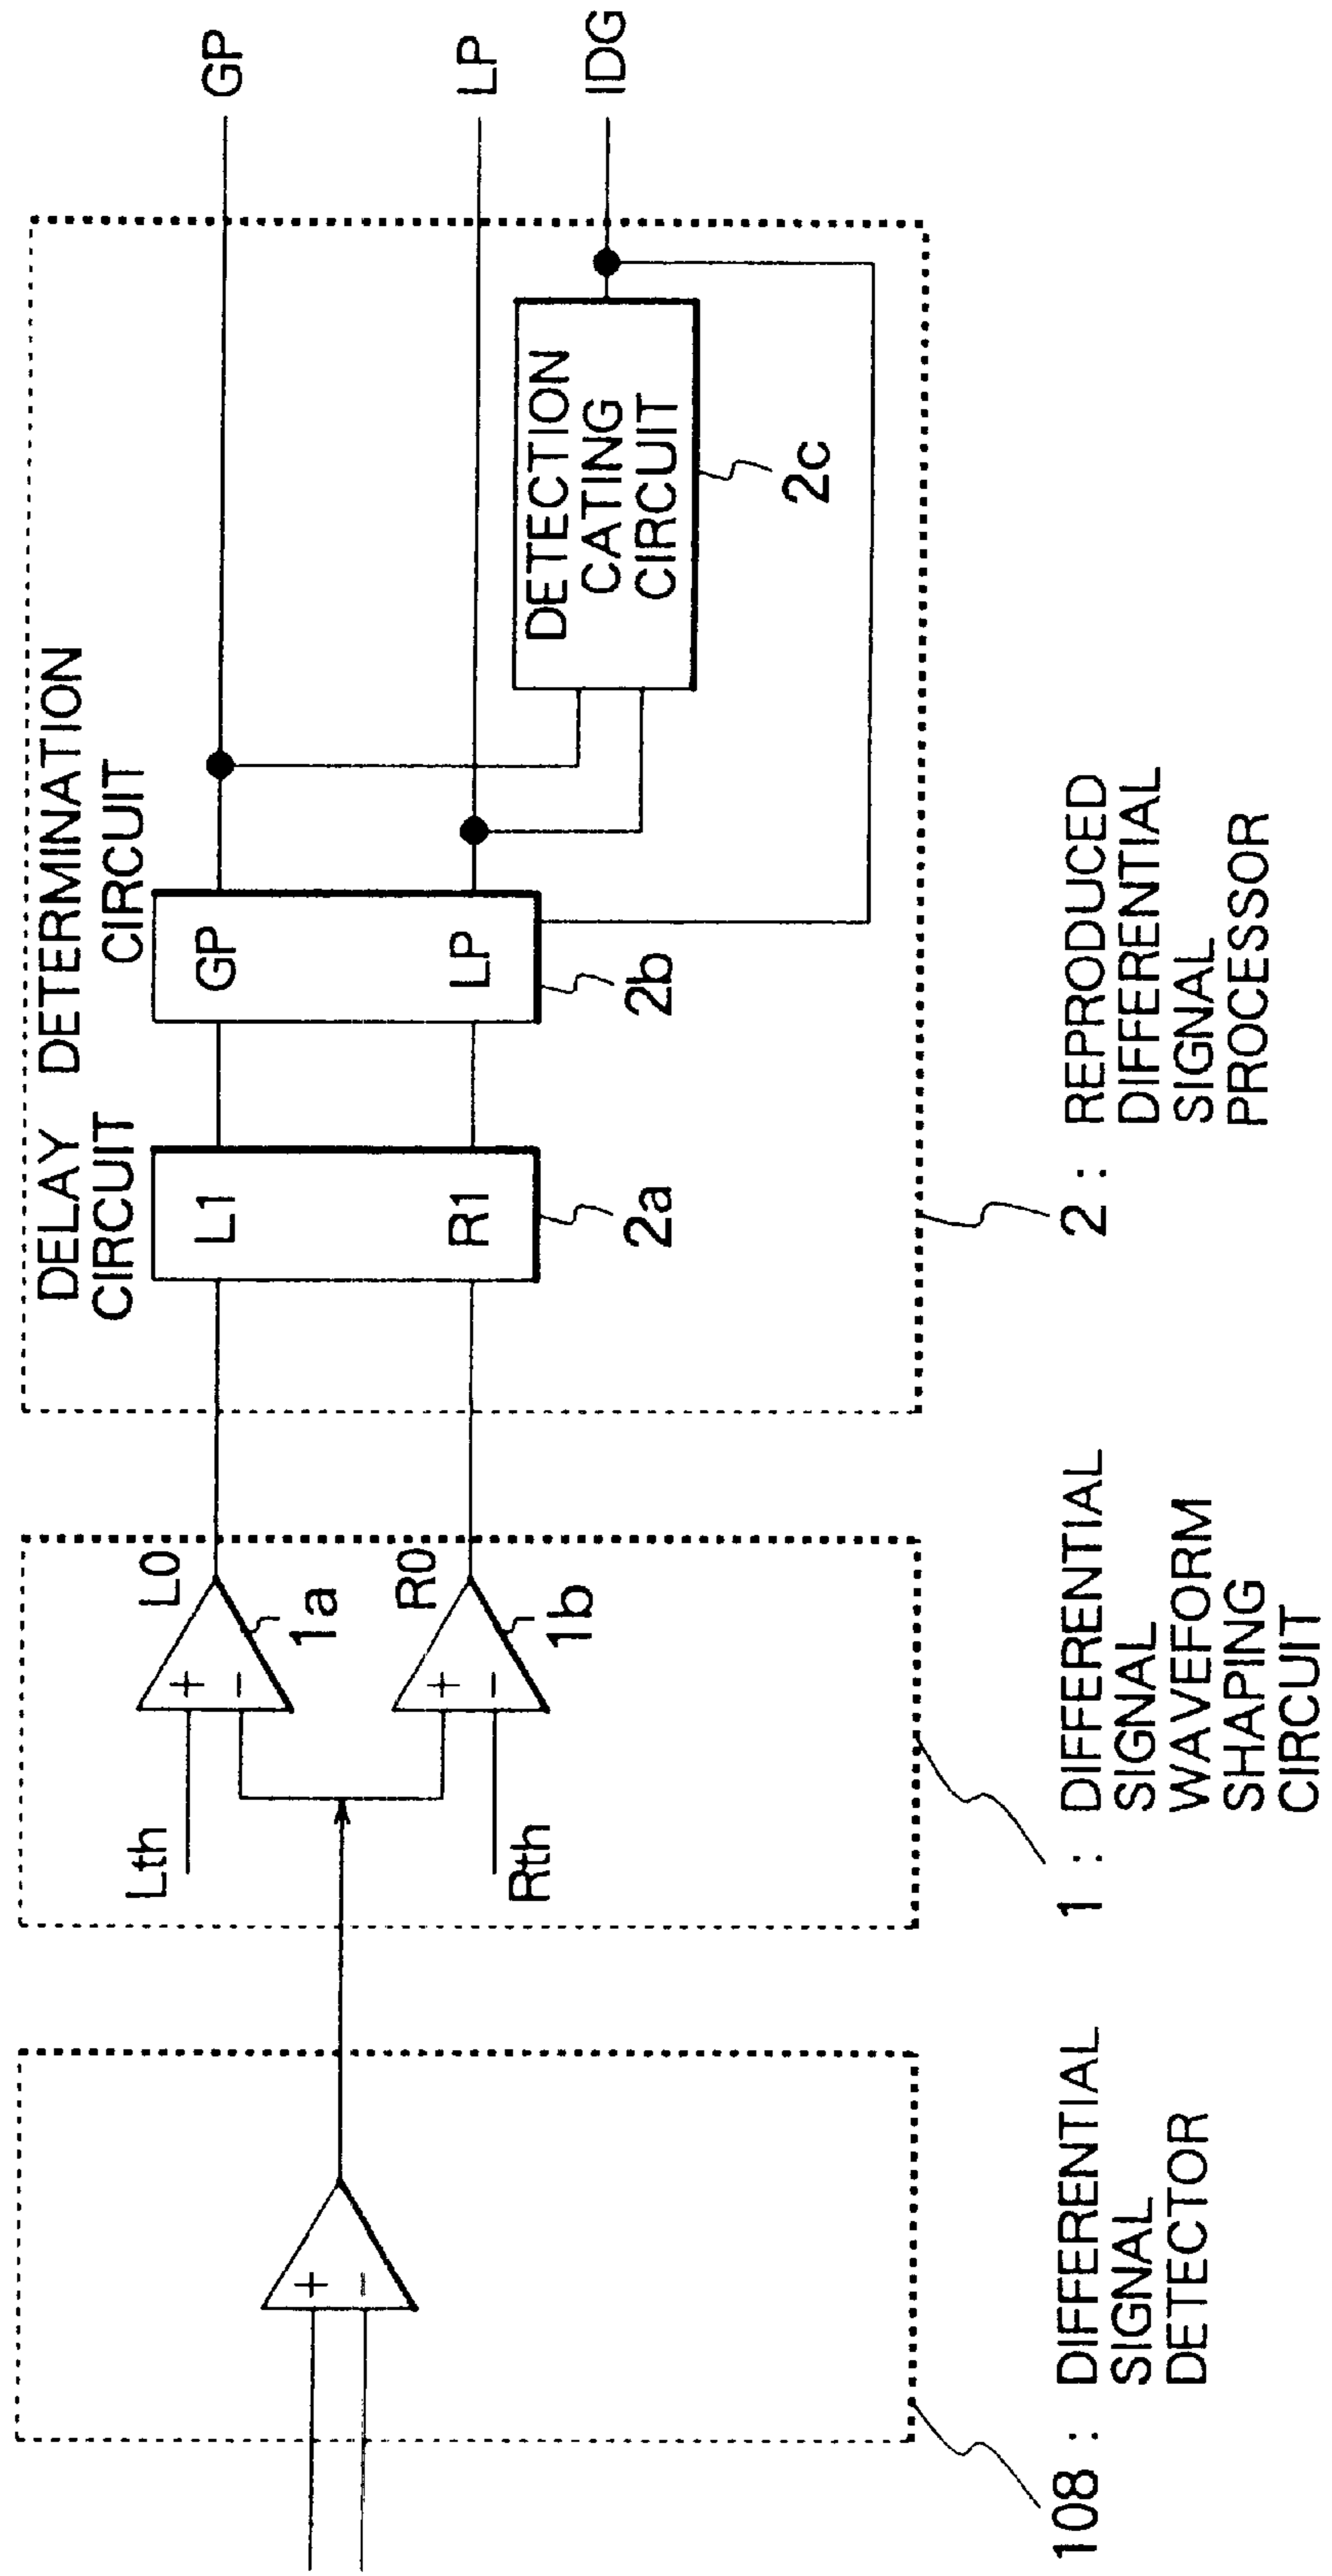 DELAY DETERMINATION
CIRCUIT CIRCUIT
L0
1a
R0
1b
+
−
+
−
Lth
Rth
+
−
L1
R1
2a
GP
LP
2b
DETECTION
CATING
CIRCUIT
2c
GP
LP
IDG
108 : DIFFERENTIAL
SIGNAL
DETECTOR
1 : DIFFERENTIAL
SIGNAL
WAVEFORM
SHAPING
CIRCUIT
2 : REPRODUCED
DIFFERENTIAL
SIGNAL
PROCESSOR